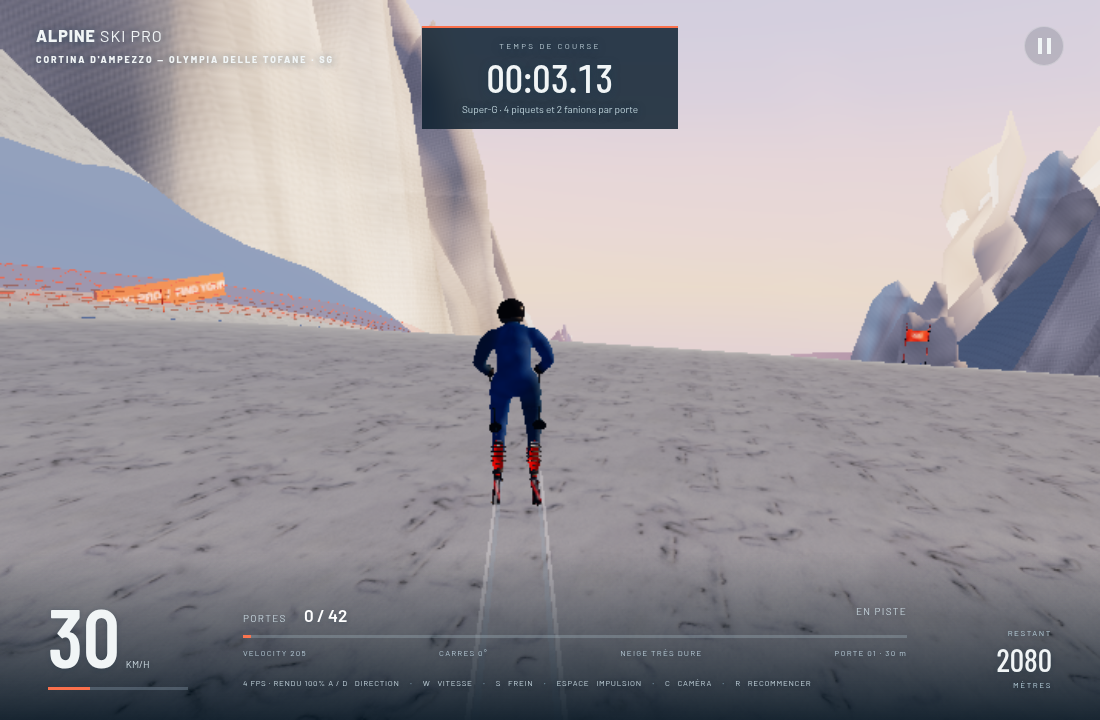 ALPINE SKI PRO
CORTINA D'AMPEZZO — OLYMPIA DELLE TOFANE · SG
TEMPS DE COURSE
00:03.13
Super-G · 4 piquets et 2 fanions par porte
30 KM/H
PORTES 0 / 42
EN PISTE
VELOCITY 205 CARRES 0° NEIGE TRÈS DURE PORTE 01 · 30 m
4 FPS · RENDU 100% A / D DIRECTION · W VITESSE · S FREIN · ESPACE IMPULSION · C CAMÉRA · R RECOMMENCER
RESTANT
2080
MÈTRES